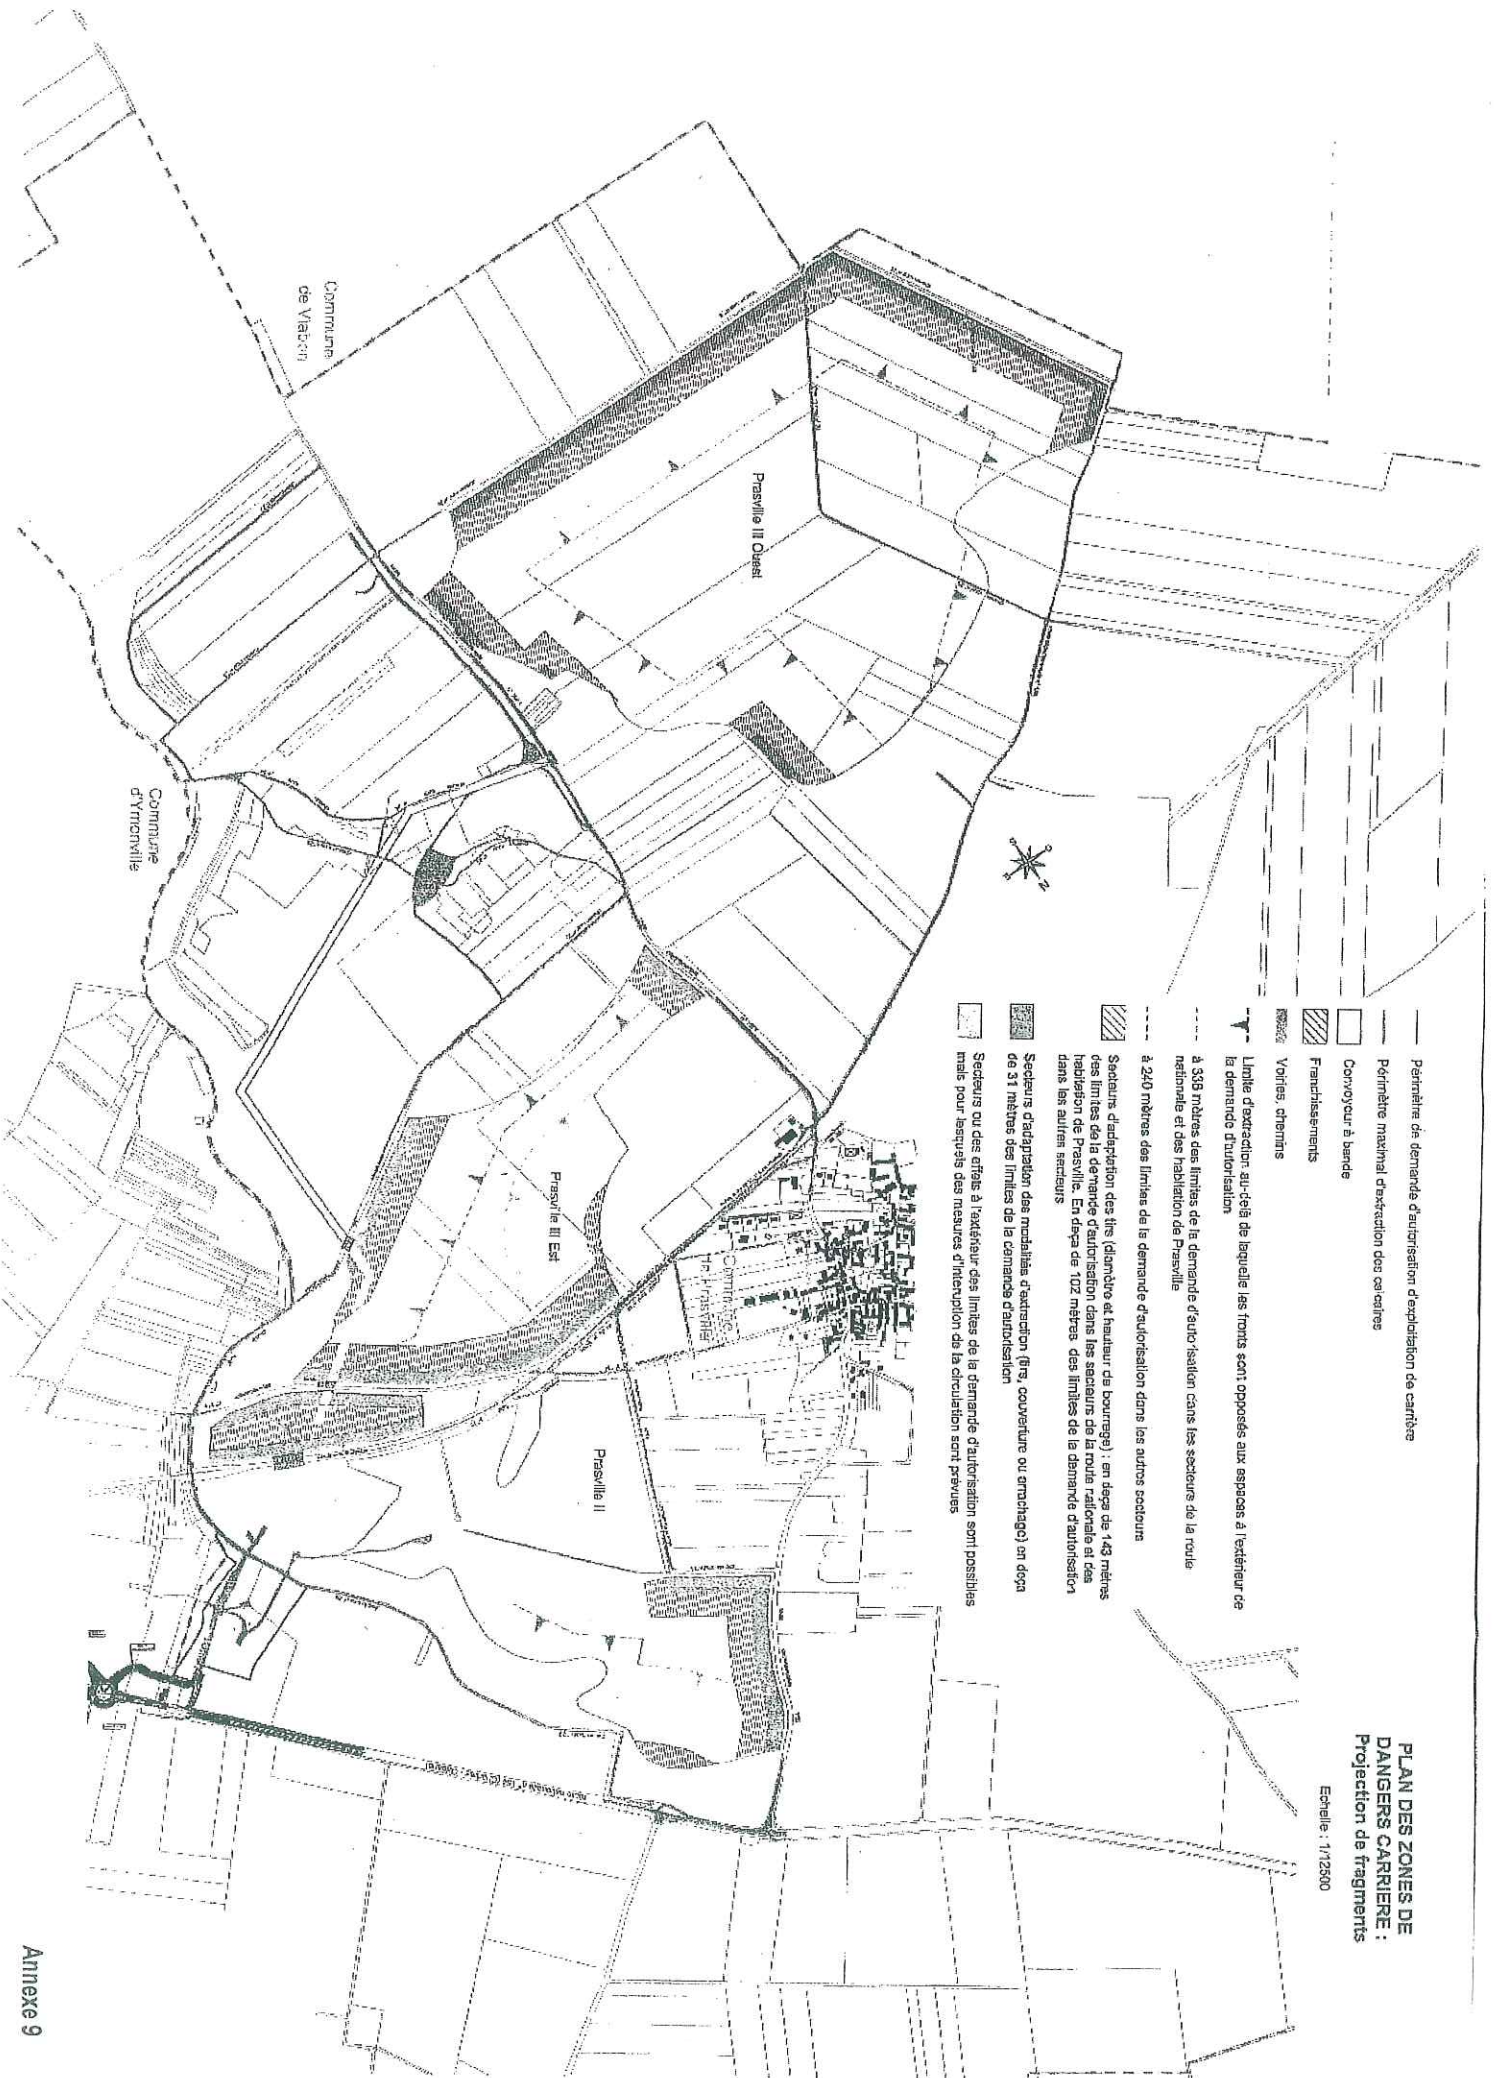 PLAN DES ZONES DE
DANGERS CARRIERE :
Projection de fragments
Echelle : 1/12500
Périmètre de demande d'autorisation d'exploitation de carrière
Périmètre maximal d'extraction des calcaires
Convoyeur à bande
Franchissements
Voiries, chemins
Limite d'extraction au-delà de laquelle les fronts sont opposés aux espaces à l'extérieur de
la demande d'autorisation
à 336 mètres des limites de la demande d'autorisation dans les secteurs de la route
nationale et des habitation de Prasville
à 240 mètres des limites de la demande d'autorisation dans les autres secteurs
Secteurs d'adaptation des tirs (diamètre et hauteur de bourrage) : en deça de 143 mètres
des limites de la demande d'autorisation dans les secteurs de la route nationale et des
habitation de Prasville. En deça de 102 mètres des limites de la demande d'autorisation
dans les autres secteurs
Secteurs d'adaptation des modalités d'extraction (tirs, couverture ou arrachage) en deça
de 31 mètres des limites de la demande d'autorisation
Secteurs ou des effets à l'extérieur des limites de la demande d'autorisation sont possibles
mais pour lesquels des mesures d'interuption de la circulation sont prévues
Commune
de Viabon
Prasville III Ouest
Commune
d'Ymonville
Prasville III Est
Commune
de Prasville
Prasville II
Annexe 9